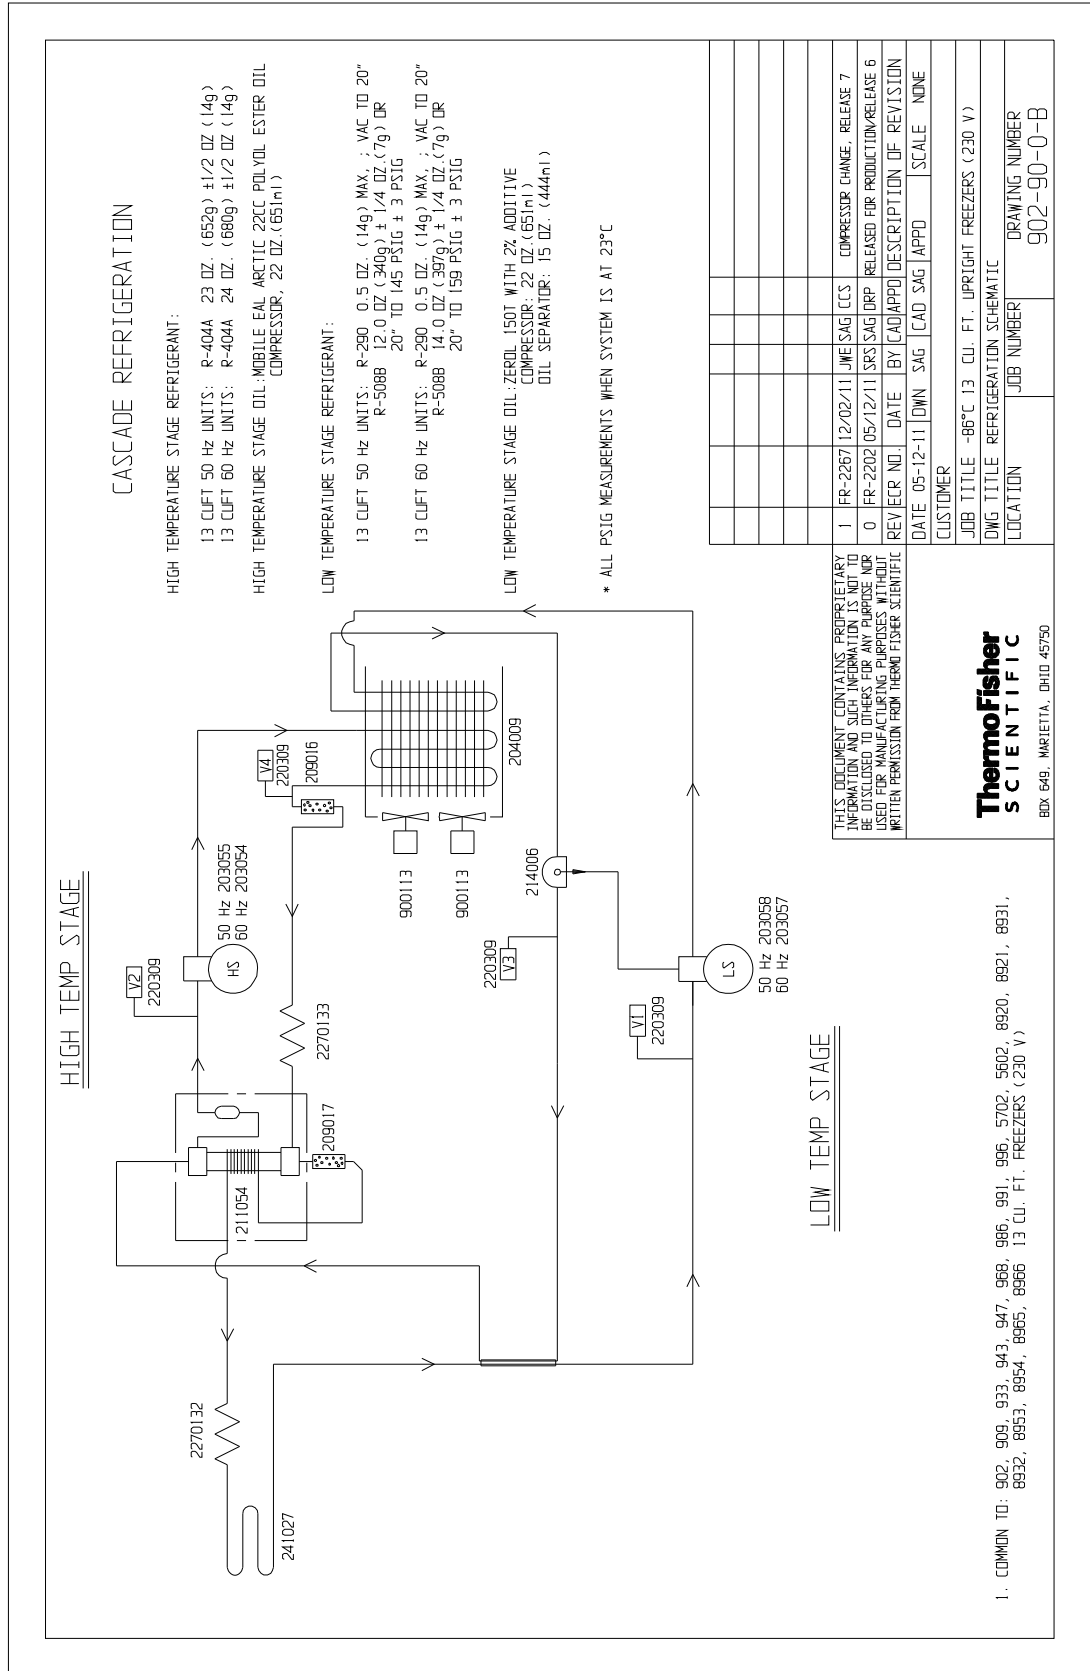 CASCADE REFRIGERATION
HIGH TEMPERATURE STAGE REFRIGERANT:
13 CUFT 50 Hz UNITS: R-404A 23 OZ. (652g) ±1/2 OZ (14g)
13 CUFT 60 Hz UNITS: R-404A 24 OZ. (680g) ±1/2 OZ (14g)
HIGH TEMPERATURE STAGE OIL:MOBILE EAL ARCTIC 22CC POLYOL ESTER OIL
COMPRESSOR, 22 OZ.(651ml)
LOW TEMPERATURE STAGE REFRIGERANT:
13 CUFT 50 Hz UNITS: R-290 0.5 OZ. (14g) MAX, ; VAC TO 20"
R-508B 12.0 OZ (340g) ± 1/4 OZ.(7g) OR
20" TO 145 PSIG ± 3 PSIG
13 CUFT 60 Hz UNITS: R-290 0.5 OZ. (14g) MAX, ; VAC TO 20"
R-508B 14.0 OZ (397g) ± 1/4 OZ.(7g) OR
20" TO 159 PSIG ± 3 PSIG
LOW TEMPERATURE STAGE OIL:ZEROL 150T WITH 2% ADDITIVE
COMPRESSOR: 22 OZ.(651ml)
OIL SEPARATOR: 15 OZ. (444ml)
* ALL PSIG MEASUREMENTS WHEN SYSTEM IS AT 23°C
HIGH TEMP STAGE
V2
220309
HS
50 Hz 203055
60 Hz 203054
V4
220309
209016
204009
900113
900113
2270133
209017
211054
2270132
241027
214006
V3
220309
V1
220309
LS
50 Hz 203058
60 Hz 203057
LOW TEMP STAGE
1. COMMON TO: 902, 909, 933, 943, 947, 968, 986, 991, 996, 5702, 5602, 8920, 8921, 8931,
8932, 8953, 8954, 8965, 8966 13 CU. FT. FREEZERS (230 V)
THIS DOCUMENT CONTAINS PROPRIETARY
INFORMATION AND SUCH INFORMATION IS NOT TO
BE DISCLOSED TO OTHERS FOR ANY PURPOSE NOR
USED FOR MANUFACTURING PURPOSES WITHOUT
WRITTEN PERMISSION FROM THERMO FISHER SCIENTIFIC
ThermoFisher
SCIENTIFIC
BOX 649, MARIETTA, OHIO 45750
1 FR-2267 12/02/11 JWE SAG CCS COMPRESSOR CHANGE, RELEASE 7
0 FR-2202 05/12/11 SRS SAG DRP RELEASED FOR PRODUCTION/RELEASE 6
REV ECR NO. DATE BY CAD APPD DESCRIPTION OF REVISION
DATE 05-12-11 DWN SAG CAD SAG APPD SCALE NONE
CUSTOMER
JOB TITLE -86°C 13 CU. FT. UPRIGHT FREEZERS (230 V)
DWG TITLE REFRIGERATION SCHEMATIC
LOCATION JOB NUMBER DRAWING NUMBER
902-90-0-B